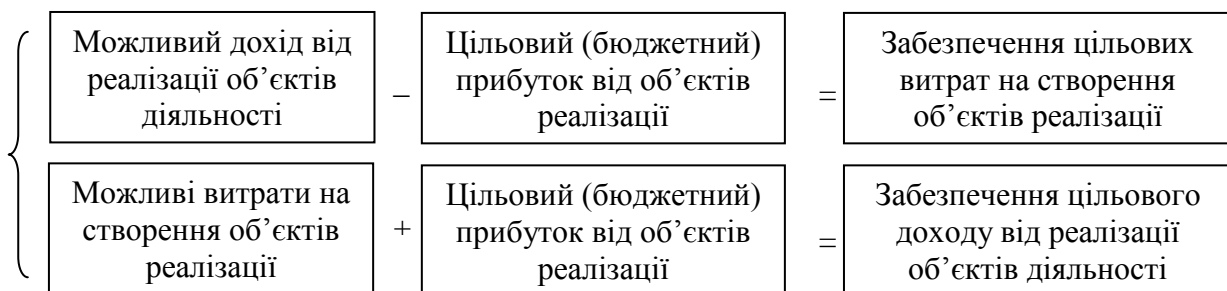 Можливий дохід від
реалізації об’єктів
діяльності
–
Цільовий (бюджетний)
прибуток від об’єктів
реалізації
=
Забезпечення цільових
витрат на створення
об’єктів реалізації
Можливі витрати на
створення об’єктів
реалізації
+
Цільовий (бюджетний)
прибуток від об’єктів
реалізації
=
Забезпечення цільового
доходу від реалізації
об’єктів діяльності